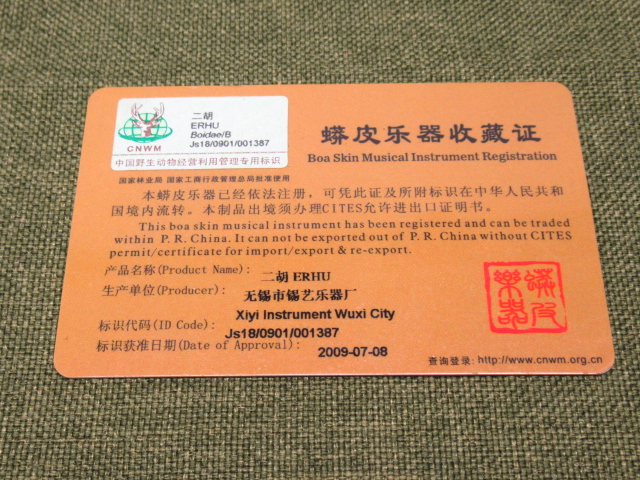 二胡
ERHU
Boidae/B
Js18/0901/001387
CNWM
中国野生动物经营利用管理专用标识
国家林业局 国家工商行政管理总局批准使用
蟒皮乐器收藏证
Boa Skin Musical Instrument Registration
本蟒皮乐器已经依法注册，可凭此证及所附标识在中华人民共和
国境内流转。本制品出境须办理CITES允许进出口证明书。
This boa skin musical instrument has been registered and can be traded
within P. R. China. It can not be exported out of P. R. China without CITES
permit/certificate for import/export & re-export.
产品名称(Product Name): 二胡 ERHU
生产单位(Producer): 无锡市锡艺乐器厂
Xiyi Instrument Wuxi City
标识代码(ID Code): Js18/0901/001387
标识获准日期(Date of Approval): 2009-07-08
蟒皮
乐器
查询登录: http://www.cnwm.org.cn